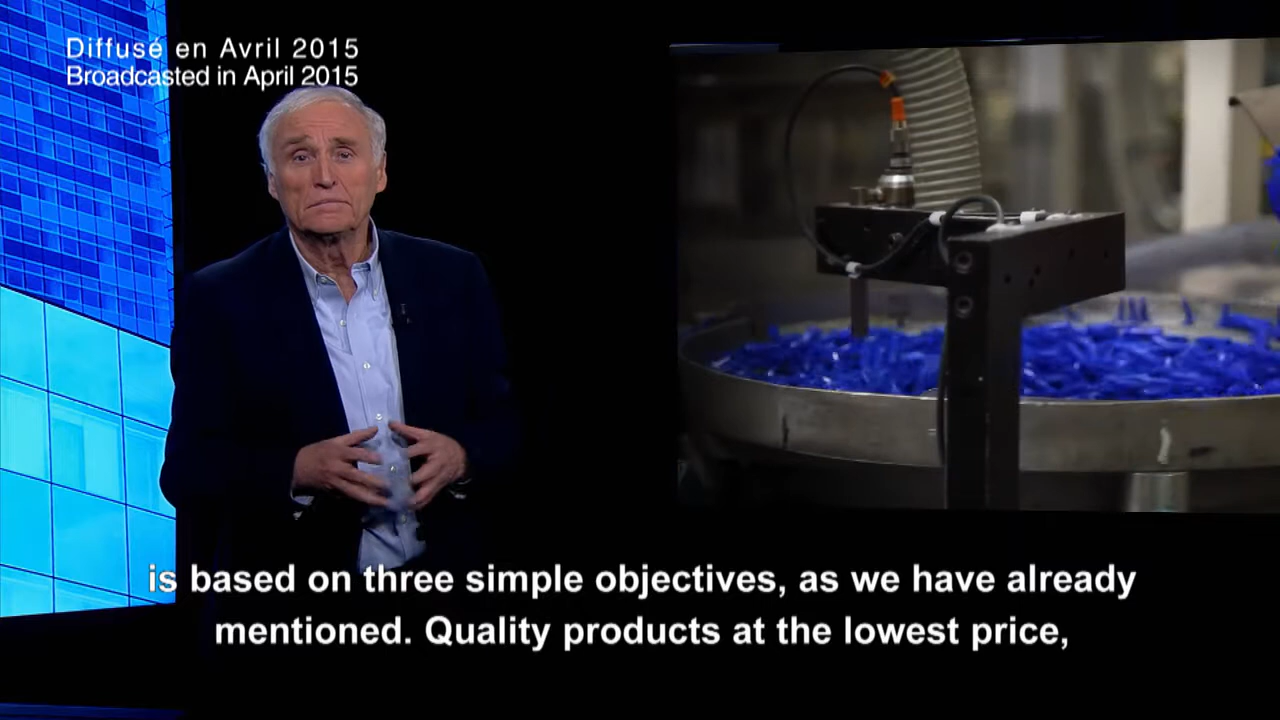 Diffusé en Avril 2015
Broadcasted in April 2015
is based on three simple objectives, as we have already
mentioned. Quality products at the lowest price,